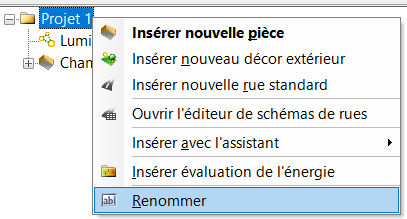 Projet 1
Lumi
Chan
Insérer nouvelle pièce
Insérer nouveau décor extérieur
Insérer nouvelle rue standard
Ouvrir l'éditeur de schémas de rues
Insérer avec l'assistant
Insérer évaluation de l'énergie
Renommer